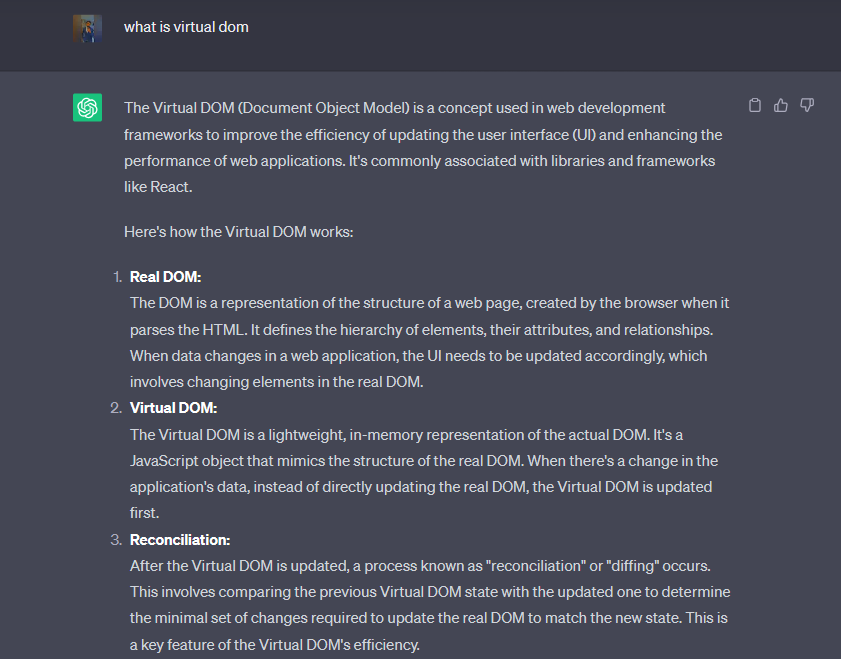 what is virtual dom
The Virtual DOM (Document Object Model) is a concept used in web development
frameworks to improve the efficiency of updating the user interface (UI) and enhancing the
performance of web applications. It's commonly associated with libraries and frameworks
like React.
Here's how the Virtual DOM works:
1. Real DOM:
The DOM is a representation of the structure of a web page, created by the browser when it
parses the HTML. It defines the hierarchy of elements, their attributes, and relationships.
When data changes in a web application, the UI needs to be updated accordingly, which
involves changing elements in the real DOM.
2. Virtual DOM:
The Virtual DOM is a lightweight, in-memory representation of the actual DOM. It's a
JavaScript object that mimics the structure of the real DOM. When there's a change in the
application's data, instead of directly updating the real DOM, the Virtual DOM is updated
first.
3. Reconciliation:
After the Virtual DOM is updated, a process known as "reconciliation" or "diffing" occurs.
This involves comparing the previous Virtual DOM state with the updated one to determine
the minimal set of changes required to update the real DOM to match the new state. This is
a key feature of the Virtual DOM's efficiency.